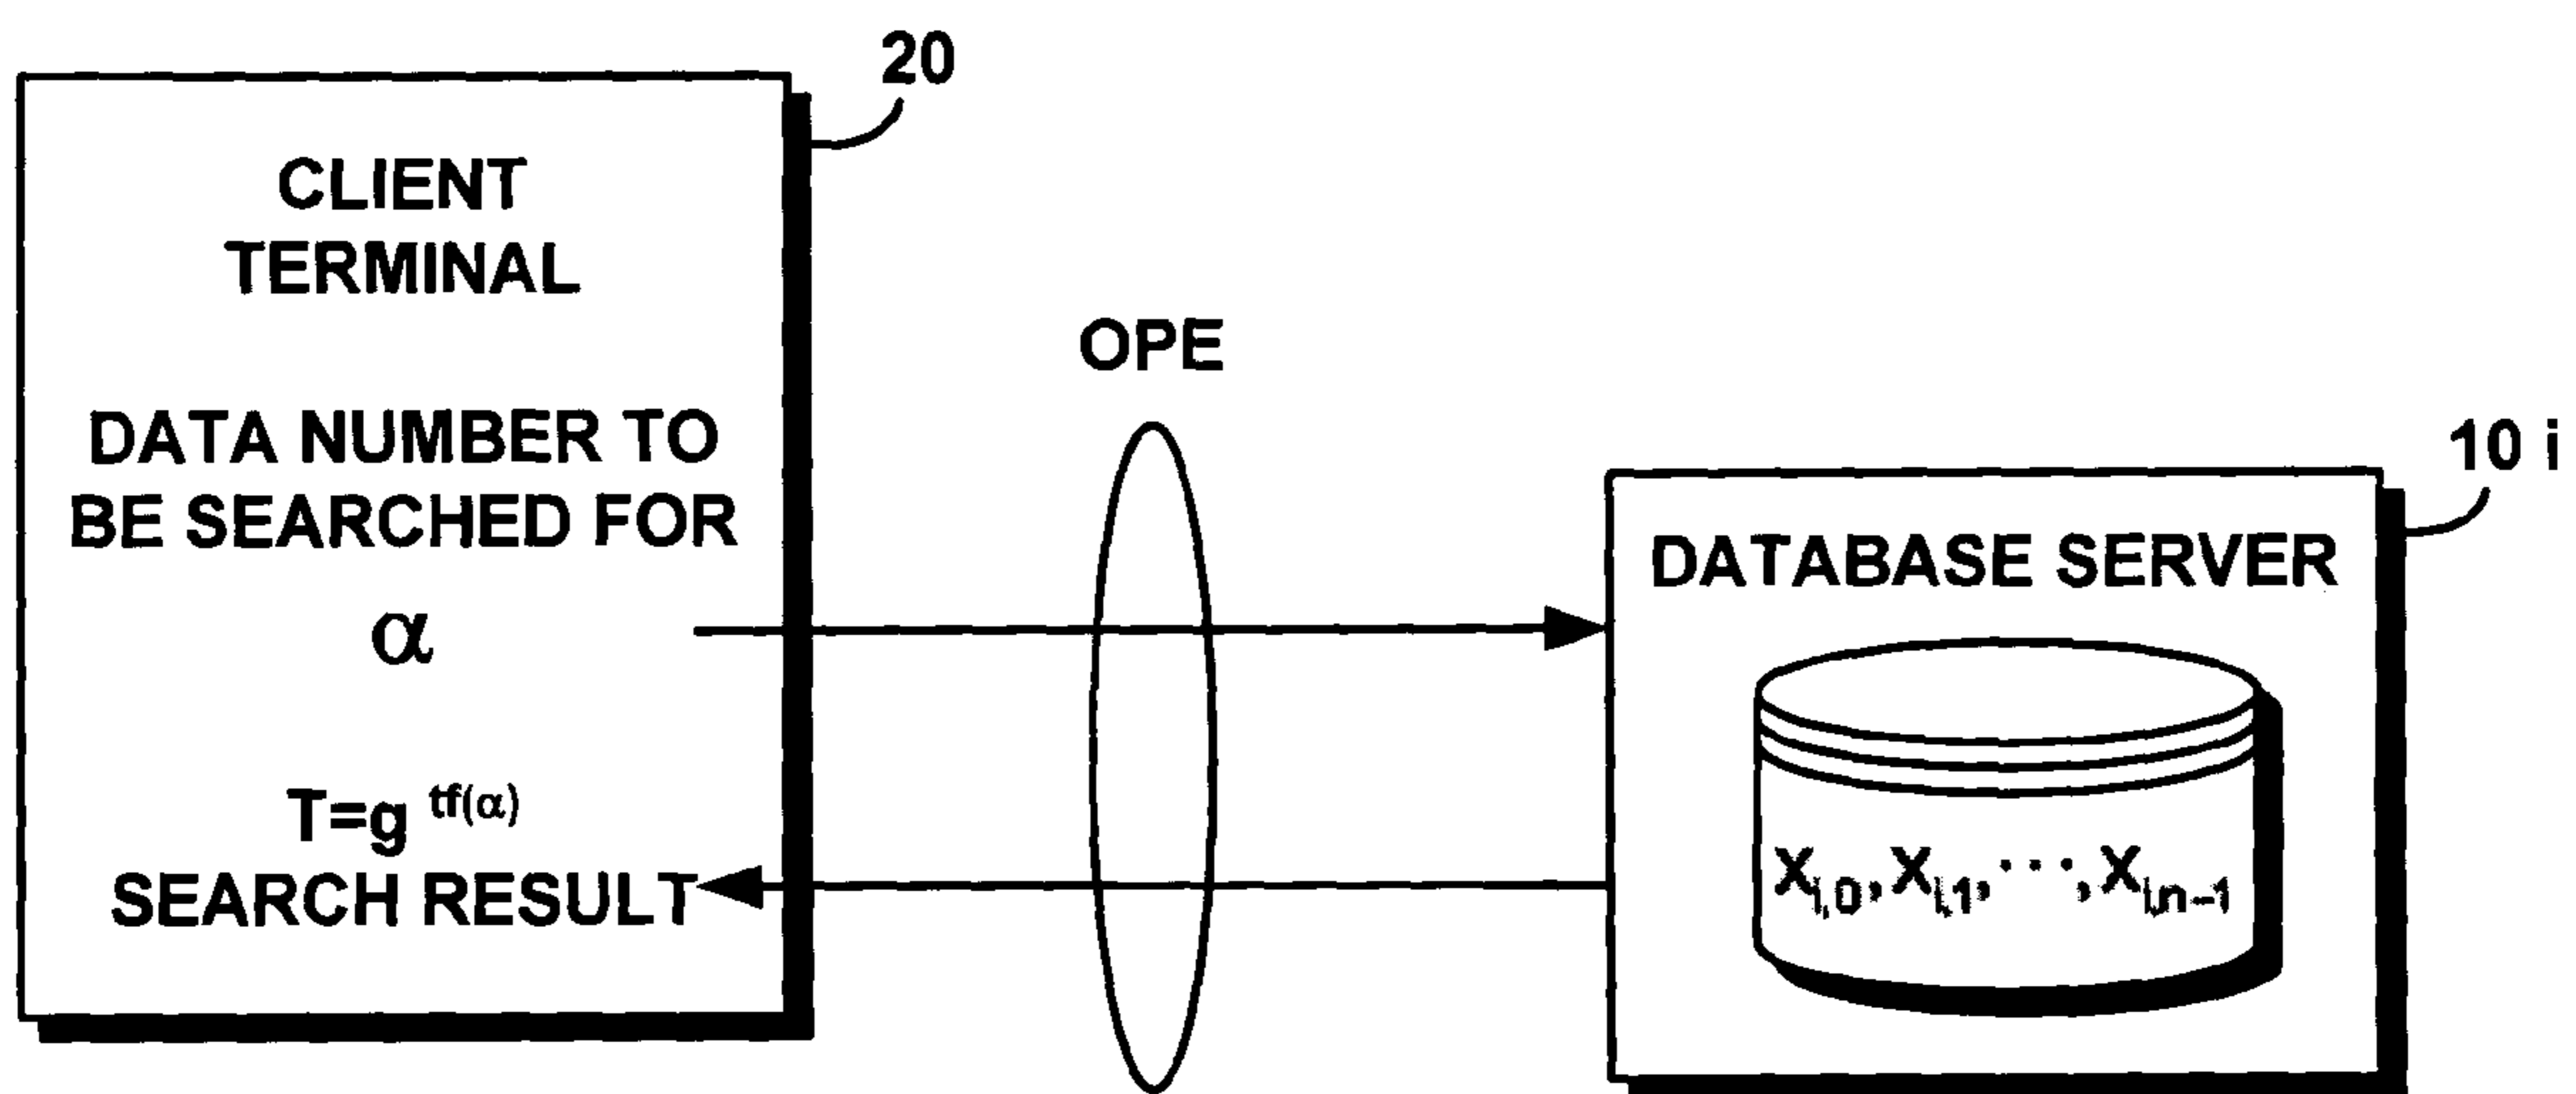 20
CLIENT
TERMINAL
DATA NUMBER TO
BE SEARCHED FOR
α
T=g tf(α)
SEARCH RESULT
OPE
10 i
DATABASE SERVER
Xi,0, Xi,1, ···, Xi,n-1